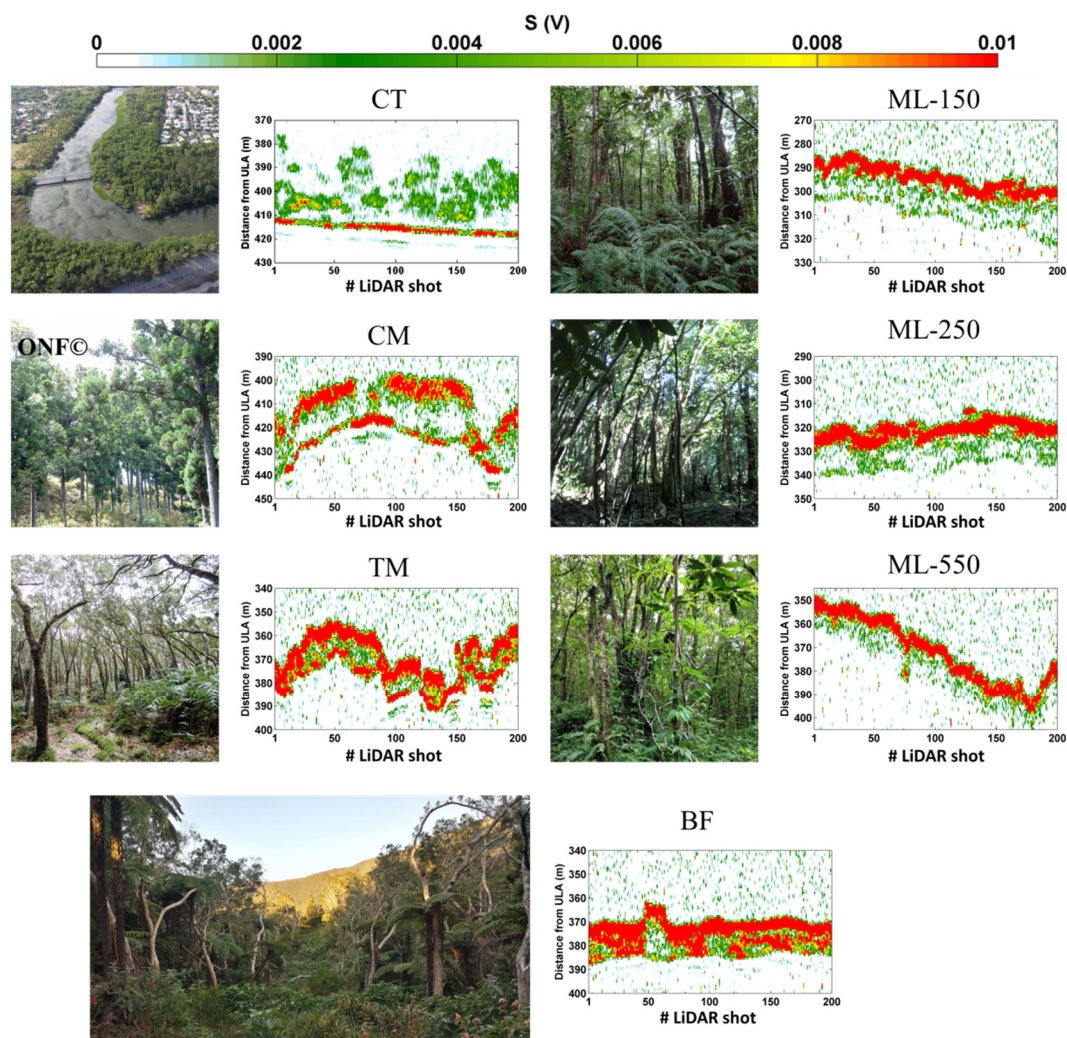 S (V)
0 0.002 0.004 0.006 0.008 0.01
CT
370
380
390
400
410
420
430
Distance from ULA (m)
1 50 100 150 200
# LiDAR shot
ML-150
270
280
290
300
310
320
330
Distance from ULA (m)
1 50 100 150 200
# LiDAR shot
ONF©
CM
390
400
410
420
430
440
450
Distance from ULA (m)
1 50 100 150 200
# LiDAR shot
ML-250
290
300
310
320
330
340
350
Distance from ULA (m)
1 50 100 150 200
# LiDAR shot
TM
350
360
370
380
390
400
Distance from ULA (m)
1 50 100 150 200
# LiDAR shot
ML-550
350
360
370
380
390
400
Distance from ULA (m)
1 50 100 150 200
# LiDAR shot
BF
340
350
360
370
380
390
400
Distance from ULA (m)
1 50 100 150 200
# LiDAR shot